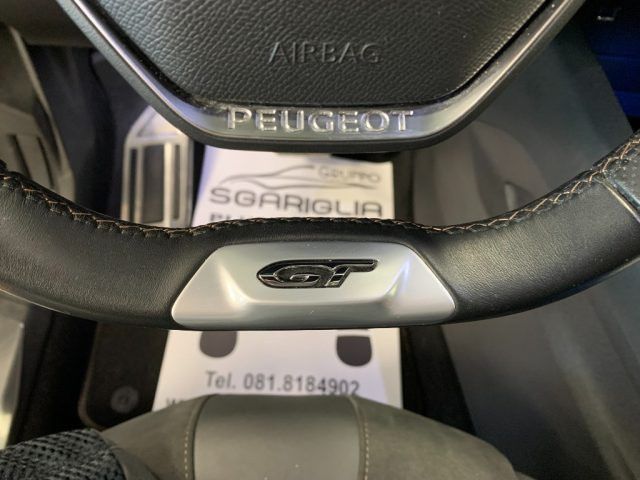 AIRBAG
PEUGEOT
GRUPPO
SGARIGLIA
GT
Tel. 081.8184902